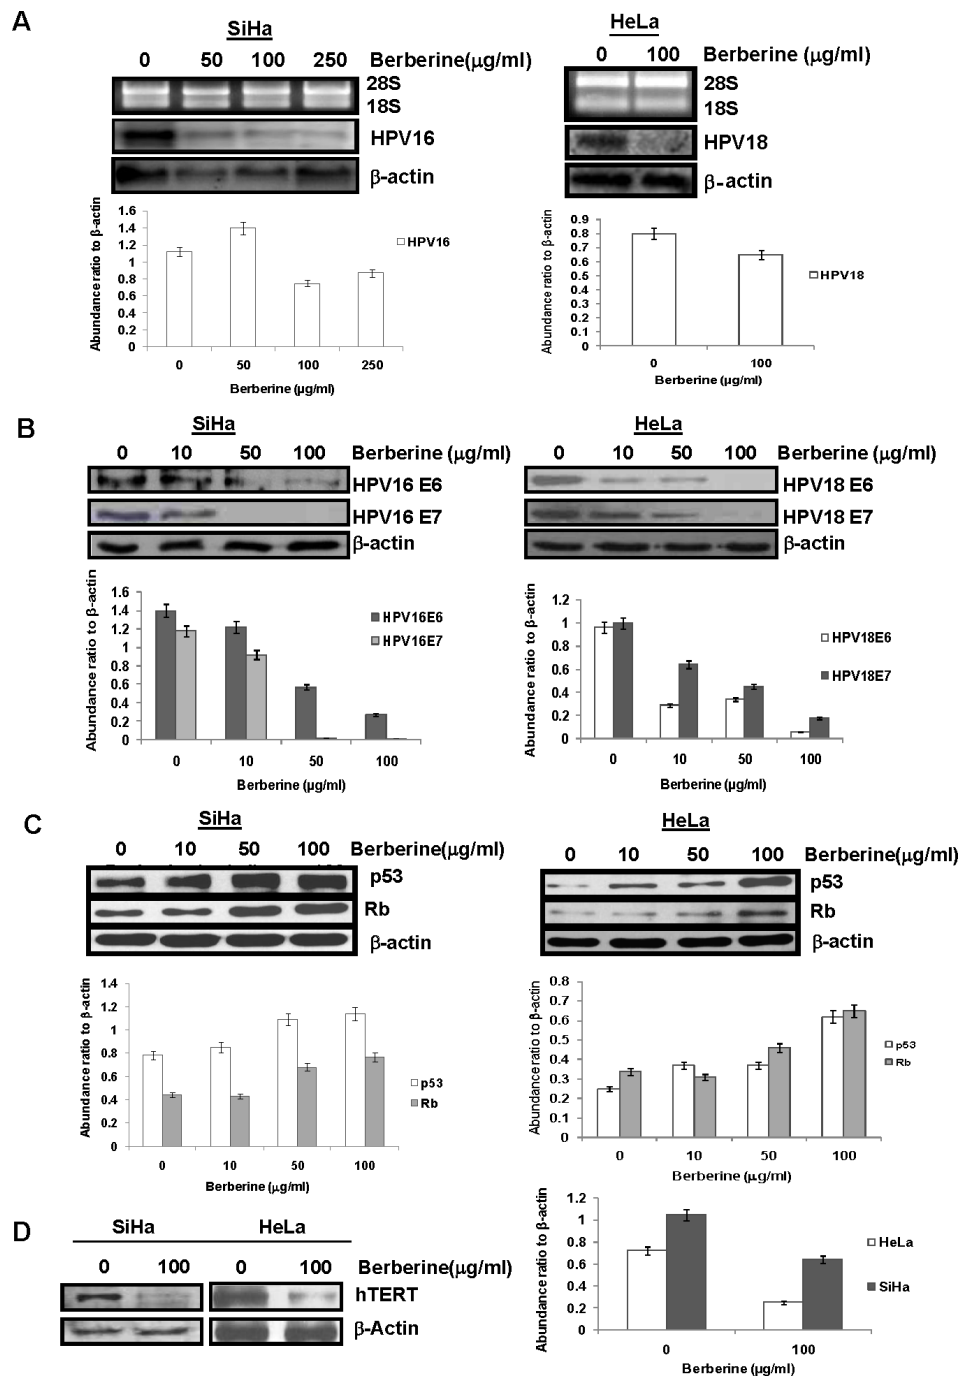 A
SiHa
0 50 100 250 Berberine(μg/ml)
28S
18S
HPV16
β-actin
Abundance ratio to β-actin
1.6
1.4
1.2
1
0.8
0.6
0.4
0.2
0
0 50 100 250
Berberine (μg/ml)
HPV16
HeLa
0 100 Berberine (μg/ml)
28S
18S
HPV18
β-actin
Abundance ratio to β-actin
0.9
0.8
0.7
0.6
0.5
0.4
0.3
0.2
0.1
0
0 100
Berberine (μg/ml)
HPV18
B
SiHa
0 10 50 100 Berberine (μg/ml)
HPV16 E6
HPV16 E7
β-actin
Abundance ratio to β-actin
1.6
1.4
1.2
1
0.8
0.6
0.4
0.2
0
0 10 50 100
Berberine (μg/ml)
HPV16E6
HPV16E7
HeLa
0 10 50 100 Berberine (μg/ml)
HPV18 E6
HPV18 E7
β-actin
Abundance ratio to β-actin
1.2
1
0.8
0.6
0.4
0.2
0
0 10 50 100
Berberine (μg/ml)
HPV18E6
HPV18E7
C
SiHa
0 10 50 100 Berberine(μg/ml)
p53
Rb
β-actin
Abundance ratio to β-actin
1.4
1.2
1
0.8
0.6
0.4
0.2
0
0 10 50 100
Berberine (μg/ml)
p53
Rb
HeLa
0 10 50 100 Berberine(μg/ml)
p53
Rb
β-actin
Abundance ratio to β-actin
0.8
0.7
0.6
0.5
0.4
0.3
0.2
0.1
0
0 10 50 100
Berberine (μg/ml)
p53
Rb
D
SiHa HeLa
0 100 0 100 Berberine(μg/ml)
hTERT
β-Actin
Abundance ratio to β-actin
1.2
1
0.8
0.6
0.4
0.2
0
0 100
Berberine (μg/ml)
HeLa
SiHa